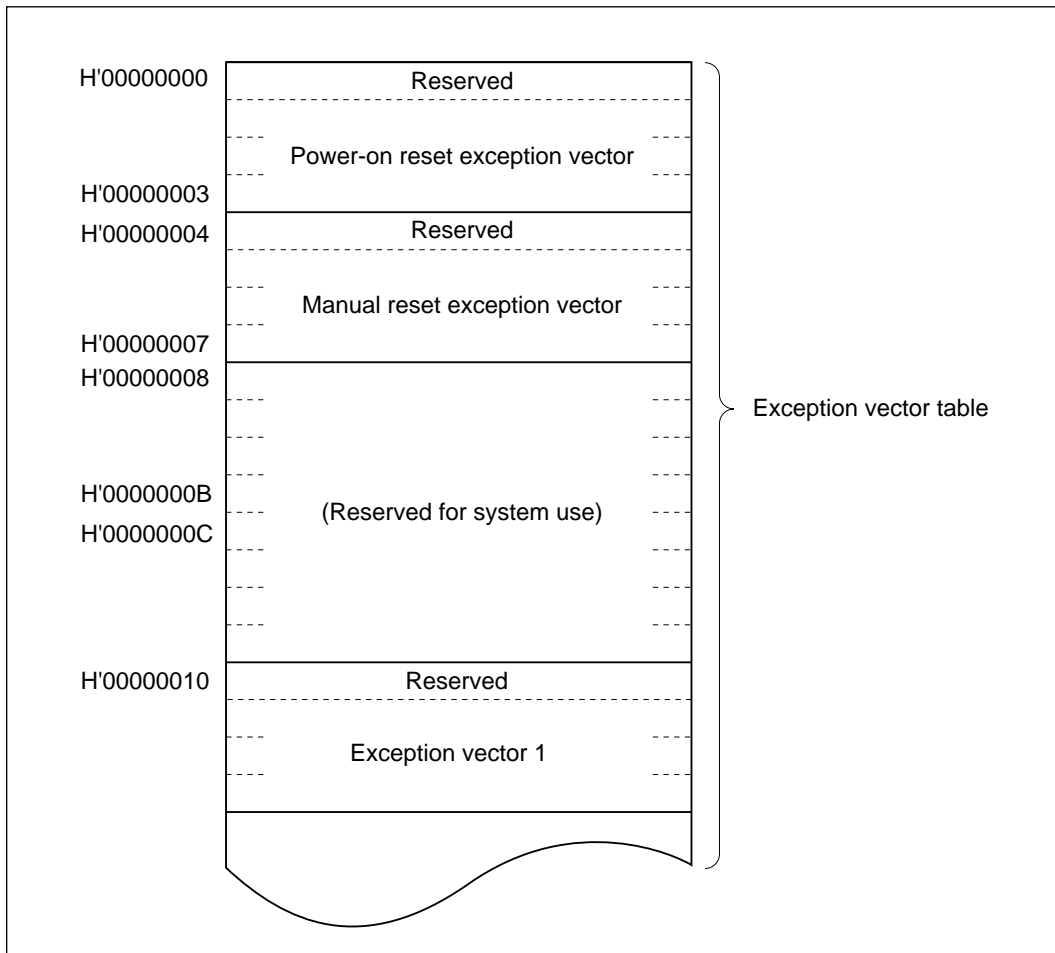 H'00000000
Reserved
Power-on reset exception vector
H'00000003
H'00000004
Reserved
Manual reset exception vector
H'00000007
H'00000008
Exception vector table
H'0000000B
(Reserved for system use)
H'0000000C
H'00000010
Reserved
Exception vector 1